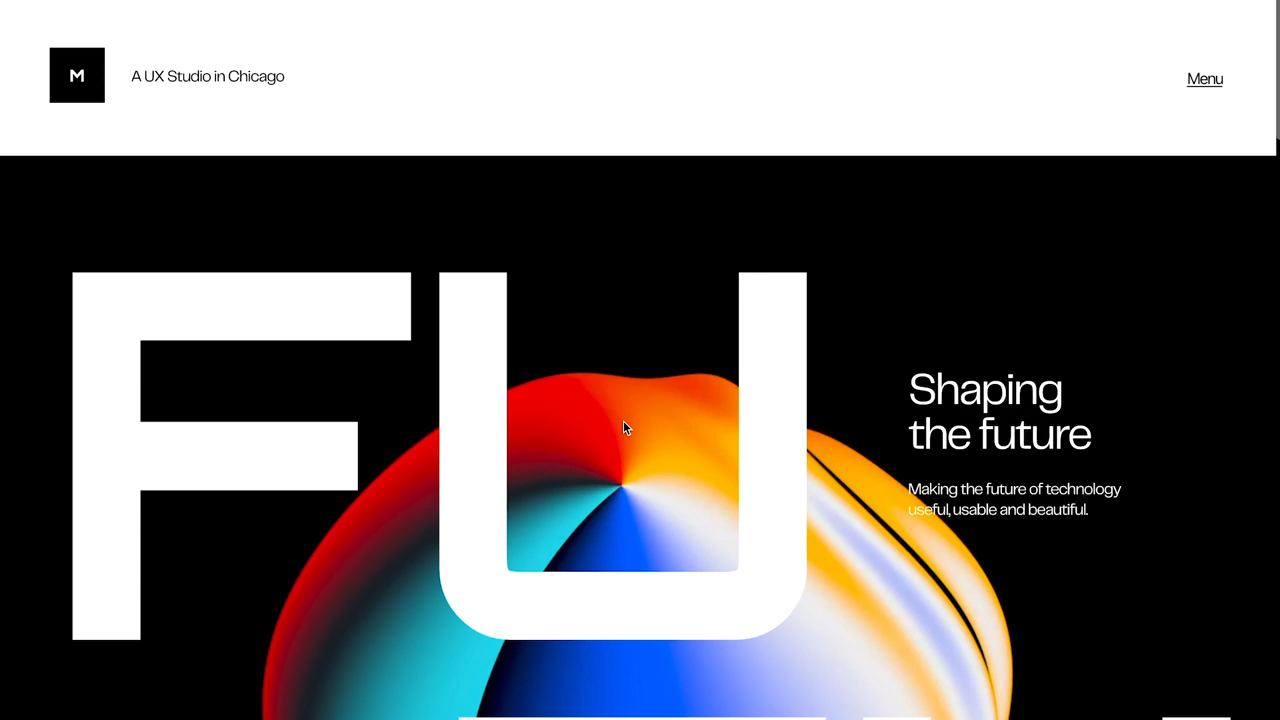 M
A UX Studio in Chicago
Menu
FU
Shaping
the future
Making the future of technology
useful, usable and beautiful.